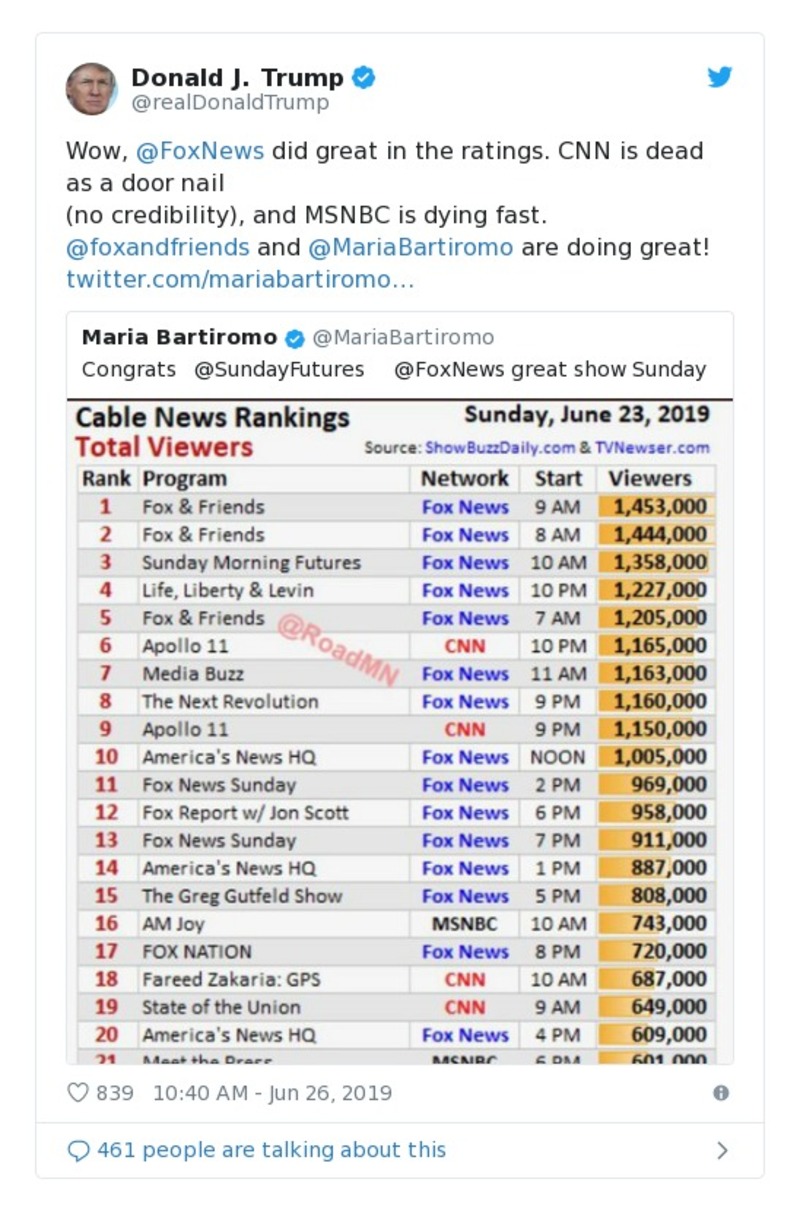 Donald J. Trump
@realDonaldTrump
Wow, @FoxNews did great in the ratings. CNN is dead
as a door nail
(no credibility), and MSNBC is dying fast.
@foxandfriends and @MariaBartiromo are doing great!
twitter.com/mariabartiromo…
Maria Bartiromo @MariaBartiromo
Congrats @SundayFutures @FoxNews great show Sunday
Cable News Rankings Sunday, June 23, 2019
Total Viewers Source: ShowBuzzDaily.com & TVNewser.com
Rank Program Network Start Viewers
1 Fox & Friends Fox News 9 AM 1,453,000
2 Fox & Friends Fox News 8 AM 1,444,000
3 Sunday Morning Futures Fox News 10 AM 1,358,000
4 Life, Liberty & Levin Fox News 10 PM 1,227,000
5 Fox & Friends Fox News 7 AM 1,205,000
6 Apollo 11 CNN 10 PM 1,165,000
@RoadMN
7 Media Buzz Fox News 11 AM 1,163,000
8 The Next Revolution Fox News 9 PM 1,160,000
9 Apollo 11 CNN 9 PM 1,150,000
10 America's News HQ Fox News NOON 1,005,000
11 Fox News Sunday Fox News 2 PM 969,000
12 Fox Report w/ Jon Scott Fox News 6 PM 958,000
13 Fox News Sunday Fox News 7 PM 911,000
14 America's News HQ Fox News 1 PM 887,000
15 The Greg Gutfeld Show Fox News 5 PM 808,000
16 AM Joy MSNBC 10 AM 743,000
17 FOX NATION Fox News 8 PM 720,000
18 Fareed Zakaria: GPS CNN 10 AM 687,000
19 State of the Union CNN 9 AM 649,000
20 America's News HQ Fox News 4 PM 609,000
21 Meet the Press MSNBC 6 PM 601,000
839 10:40 AM - Jun 26, 2019
461 people are talking about this